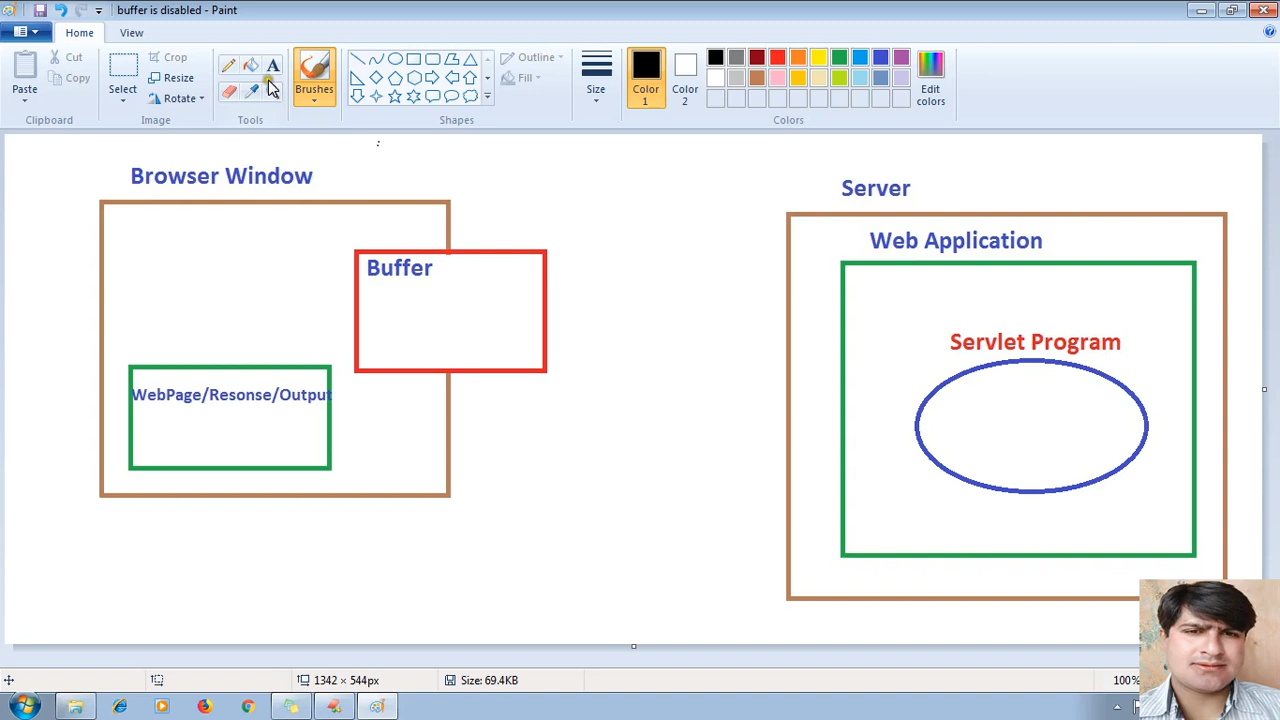 buffer is disabled - Paint
Home
View
Paste
Cut
Copy
Clipboard
Select
Crop
Resize
Rotate
Image
A
Tools
Brushes
Outline
Fill
Shapes
Size
Color
1
Color
2
Edit
colors
Colors
:
Browser Window
Server
Web Application
Buffer
Servlet Program
WebPage/Resonse/Output
1342 × 544px
Size: 69.4KB
100%